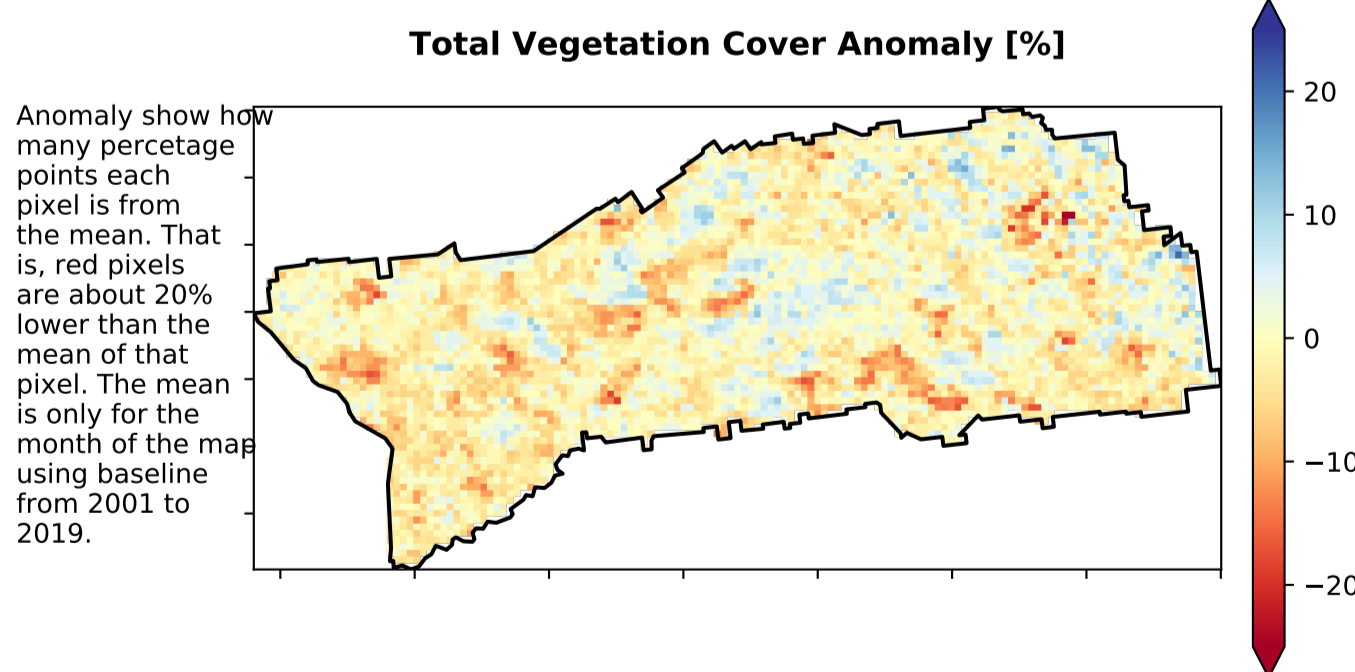 Total Vegetation Cover Anomaly [%]
Anomaly show how
many percetage
points each
pixel is from
the mean. That
is, red pixels
are about 20%
lower than the
mean of that
pixel. The mean
is only for the
month of the map
using baseline
from 2001 to
2019.
20
10
0
−10
−20